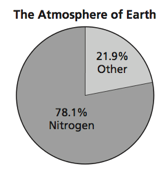 The Atmosphere of Earth
21.9%
Other
78.1%
Nitrogen